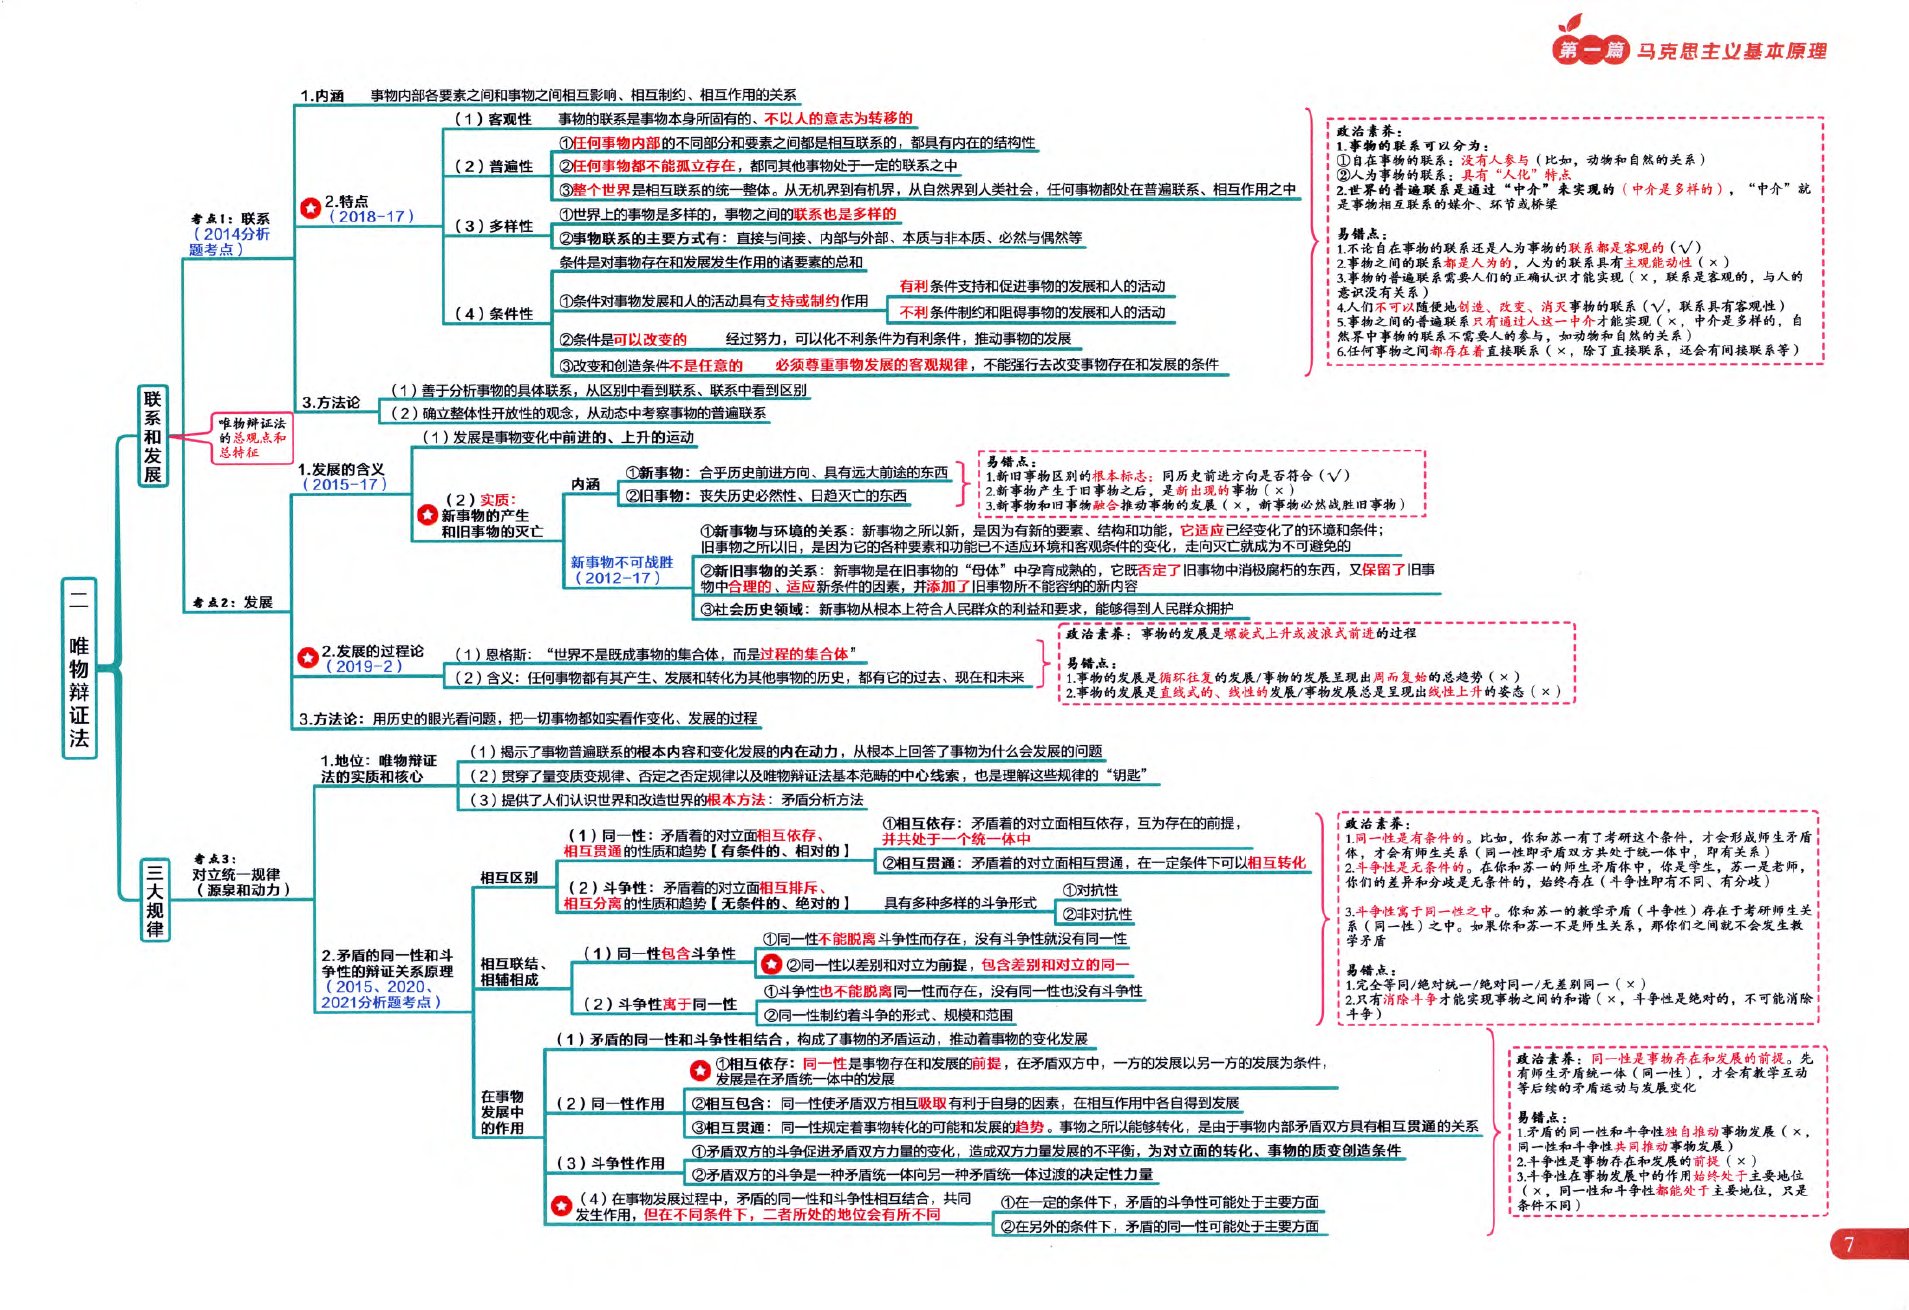 第一篇 马克思主义基本原理
二 唯物辩证法
联系和发展
唯物辩证法
的总观点和
总特征
考点1：联系
（2014分析
题考点）
1.内涵 事物内部各要素之间和事物之间相互影响、相互制约、相互作用的关系
2.特点
（2018-17）
（1）客观性 事物的联系是事物本身所固有的、不以人的意志为转移的
（2）普遍性
①任何事物内部的不同部分和要素之间都是相互联系的，都具有内在的结构性
②任何事物都不能孤立存在，都同其他事物处于一定的联系之中
③整个世界是相互联系的统一整体。从无机界到有机界，从自然界到人类社会，任何事物都处在普遍联系、相互作用之中
（3）多样性
①世界上的事物是多样的，事物之间的联系也是多样的
②事物联系的主要方式有：直接与间接、内部与外部、本质与非本质、必然与偶然等
（4）条件性
条件是对事物存在和发展发生作用的诸要素的总和
①条件对事物发展和人的活动具有支持或制约作用
有利条件支持和促进事物的发展和人的活动
不利条件制约和阻碍事物的发展和人的活动
②条件是可以改变的 经过努力，可以化不利条件为有利条件，推动事物的发展
③改变和创造条件不是任意的 必须尊重事物发展的客观规律，不能强行去改变事物存在和发展的条件
3.方法论
（1）善于分析事物的具体联系，从区别中看到联系、联系中看到区别
（2）确立整体性开放性的观念，从动态中考察事物的普遍联系
政治素养：
1.事物的联系可以分为：
①自在事物的联系：没有人参与（比如，动物和自然的关系）
②人为事物的联系：具有“人化”特点
2.世界的普遍联系是通过“中介”来实现的（中介是多样的），“中介”就
是事物相互联系的媒介、环节或桥梁
易错点：
1.不论自在事物的联系还是人为事物的联系都是客观的（√）
2.事物之间的联系都是人为的，人为的联系具有主观能动性（×）
3.事物的普遍联系需要人们的正确认识才能实现（×，联系是客观的，与人的
意识没有关系）
4.人们不可以随便地创造、改变、消灭事物的联系（√，联系具有客观性）
5.事物之间的普遍联系只有通过人这一中介才能实现（×，中介是多样的，自
然界中事物的联系不需要人的参与，如动物和自然的关系）
6.任何事物之间都存在着直接联系（×，除了直接联系，还会有间接联系等）
考点2：发展
1.发展的含义
（2015-17）
（1）发展是事物变化中前进的、上升的运动
（2）实质：
新事物的产生
和旧事物的灭亡
内涵
①新事物：合乎历史前进方向、具有远大前途的东西
②旧事物：丧失历史必然性、日趋灭亡的东西
易错点：
1.新旧事物区别的根本标志：同历史前进方向是否符合（√）
2.新事物产生于旧事物之后，是新出现的事物（×）
3.新事物和旧事物融合推动事物的发展（×，新事物必然战胜旧事物）
新事物不可战胜
（2012-17）
①新事物与环境的关系：新事物之所以新，是因为有新的要素、结构和功能，它适应已经变化了的环境和条件；
旧事物之所以旧，是因为它的各种要素和功能已不适应环境和客观条件的变化，走向灭亡就成为不可避免的
②新旧事物的关系：新事物是在旧事物的“母体”中孕育成熟的，它既否定了旧事物中消极腐朽的东西，又保留了旧事
物中合理的、适应新条件的因素，并添加了旧事物所不能容纳的新内容
③社会历史领域：新事物从根本上符合人民群众的利益和要求，能够得到人民群众拥护
2.发展的过程论
（2019-2）
（1）恩格斯：“世界不是既成事物的集合体，而是过程的集合体”
（2）含义：任何事物都有其产生、发展和转化为其他事物的历史，都有它的过去、现在和未来
政治素养：事物的发展是螺旋式上升或波浪式前进的过程
易错点：
1.事物的发展是循环往复的发展/事物的发展呈现出周而复始的总趋势（×）
2.事物的发展是直线式的、线性的发展/事物发展总是呈现出线性上升的姿态（×）
3.方法论：用历史的眼光看问题，把一切事物都如实看作变化、发展的过程
三大规律
考点3：
对立统一规律
（源泉和动力）
1.地位：唯物辩证
法的实质和核心
（1）揭示了事物普遍联系的根本内容和变化发展的内在动力，从根本上回答了事物为什么会发展的问题
（2）贯穿了量变质变规律、否定之否定规律以及唯物辩证法基本范畴的中心线索，也是理解这些规律的“钥匙”
（3）提供了人们认识世界和改造世界的根本方法：矛盾分析方法
2.矛盾的同一性和斗
争性的辩证关系原理
（2015、2020、
2021分析题考点）
相互区别
（1）同一性：矛盾着的对立面相互依存、
相互贯通的性质和趋势【有条件的、相对的】
①相互依存：矛盾着的对立面相互依存，互为存在的前提，
并共处于一个统一体中
②相互贯通：矛盾着的对立面相互贯通，在一定条件下可以相互转化
（2）斗争性：矛盾着的对立面相互排斥、
相互分离的性质和趋势【无条件的、绝对的】
具有多种多样的斗争形式
①对抗性
②非对抗性
相互联结、
相辅相成
（1）同一性包含斗争性
①同一性不能脱离斗争性而存在，没有斗争性就没有同一性
②同一性以差别和对立为前提，包含差别和对立的同一
（2）斗争性寓于同一性
①斗争性也不能脱离同一性而存在，没有同一性也没有斗争性
②同一性制约着斗争的形式、规模和范围
政治素养：
1.同一性是有条件的。比如，你和苏一有了考研这个条件，才会形成师生矛盾
体，才会有师生关系（同一性即矛盾双方共处于统一体中，即有关系）
2.斗争性是无条件的。在你和苏一的师生矛盾体中，你是学生，苏一是老师，
你们的差异和分歧是无条件的，始终存在（斗争性即有不同、有分歧）
3.斗争性寓于同一性之中。你和苏一的教学矛盾（斗争性）存在于考研师生关
系（同一性）之中。如果你和苏一不是师生关系，那你们之间就不会发生教
学矛盾
易错点：
1.完全等同/绝对统一/绝对同一/无差别同一（×）
2.只有消除斗争才能实现事物之间的和谐（×，斗争性是绝对的，不可能消除
斗争）
在事物
发展中
的作用
（1）矛盾的同一性和斗争性相结合，构成了事物的矛盾运动，推动着事物的变化发展
（2）同一性作用
①相互依存：同一性是事物存在和发展的前提，在矛盾双方中，一方的发展以另一方的发展为条件，
发展是在矛盾统一体中的发展
②相互包含：同一性使矛盾双方相互吸取有利于自身的因素，在相互作用中各自得到发展
③相互贯通：同一性规定着事物转化的可能和发展的趋势。事物之所以能够转化，是由于事物内部矛盾双方具有相互贯通的关系
（3）斗争性作用
①矛盾双方的斗争促进矛盾双方力量的变化，造成双方力量发展的不平衡，为对立面的转化、事物的质变创造条件
②矛盾双方的斗争是一种矛盾统一体向另一种矛盾统一体过渡的决定性力量
（4）在事物发展过程中，矛盾的同一性和斗争性相互结合，共同
发生作用，但在不同条件下，二者所处的地位会有所不同
①在一定的条件下，矛盾的斗争性可能处于主要方面
②在另外的条件下，矛盾的同一性可能处于主要方面
政治素养：同一性是事物存在和发展的前提。先
有师生矛盾统一体（同一性），才会有教学互动
等后续的矛盾运动与发展变化
易错点：
1.矛盾的同一性和斗争性独自推动事物发展（×，
同一性和斗争性共同推动事物发展）
2.斗争性是事物存在和发展的前提（×）
3.斗争性在事物发展中的作用始终处于主要地位
（×，同一性和斗争性都能处于主要地位，只是
条件不同）
7